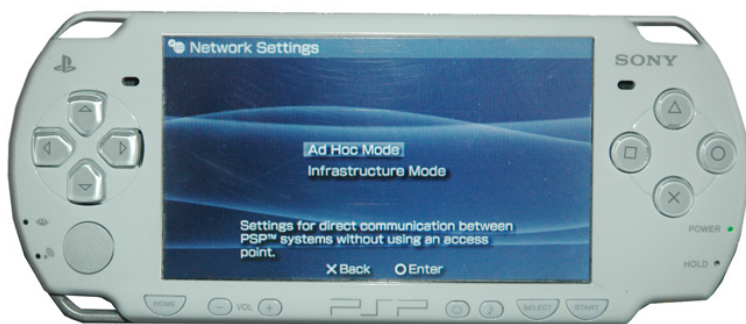 Network Settings
SONY
Ad Hoc Mode
Infrastructure Mode
Settings for direct communication between
PSP™ systems without using an access
point.
X Back O Enter
POWER
HOLD
HOME
- VOL +
PSP
SELECT
START